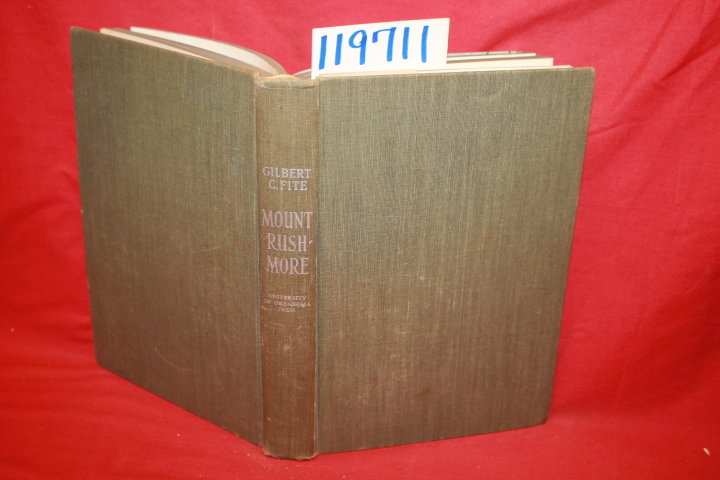 119711
GILBERT
C. FITE
MOUNT
RUSH-
MORE
UNIVERSITY
OF OKLAHOMA
PRESS